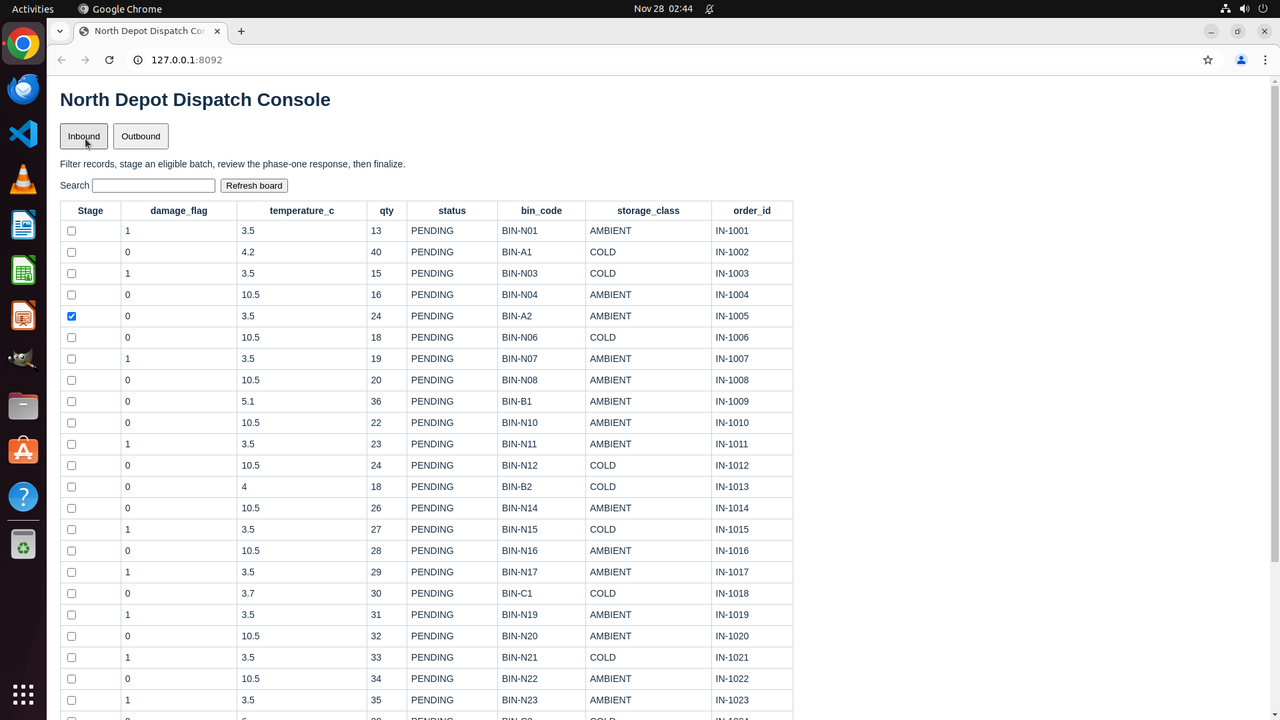 Activities Google Chrome Nov 28 02:44
North Depot Dispatch Con
127.0.0.1:8092
North Depot Dispatch Console
Inbound Outbound
Filter records, stage an eligible batch, review the phase-one response, then finalize.
Search Refresh board
Stage damage_flag temperature_c qty status bin_code storage_class order_id
1 3.5 13 PENDING BIN-N01 AMBIENT IN-1001
0 4.2 40 PENDING BIN-A1 COLD IN-1002
1 3.5 15 PENDING BIN-N03 COLD IN-1003
0 10.5 16 PENDING BIN-N04 AMBIENT IN-1004
0 3.5 24 PENDING BIN-A2 AMBIENT IN-1005
0 10.5 18 PENDING BIN-N06 COLD IN-1006
1 3.5 19 PENDING BIN-N07 AMBIENT IN-1007
0 10.5 20 PENDING BIN-N08 AMBIENT IN-1008
0 5.1 36 PENDING BIN-B1 AMBIENT IN-1009
0 10.5 22 PENDING BIN-N10 AMBIENT IN-1010
1 3.5 23 PENDING BIN-N11 AMBIENT IN-1011
0 10.5 24 PENDING BIN-N12 COLD IN-1012
0 4 18 PENDING BIN-B2 COLD IN-1013
0 10.5 26 PENDING BIN-N14 AMBIENT IN-1014
1 3.5 27 PENDING BIN-N15 COLD IN-1015
0 10.5 28 PENDING BIN-N16 AMBIENT IN-1016
1 3.5 29 PENDING BIN-N17 AMBIENT IN-1017
0 3.7 30 PENDING BIN-C1 COLD IN-1018
1 3.5 31 PENDING BIN-N19 AMBIENT IN-1019
0 10.5 32 PENDING BIN-N20 AMBIENT IN-1020
1 3.5 33 PENDING BIN-N21 COLD IN-1021
0 10.5 34 PENDING BIN-N22 AMBIENT IN-1022
1 3.5 35 PENDING BIN-N23 AMBIENT IN-1023